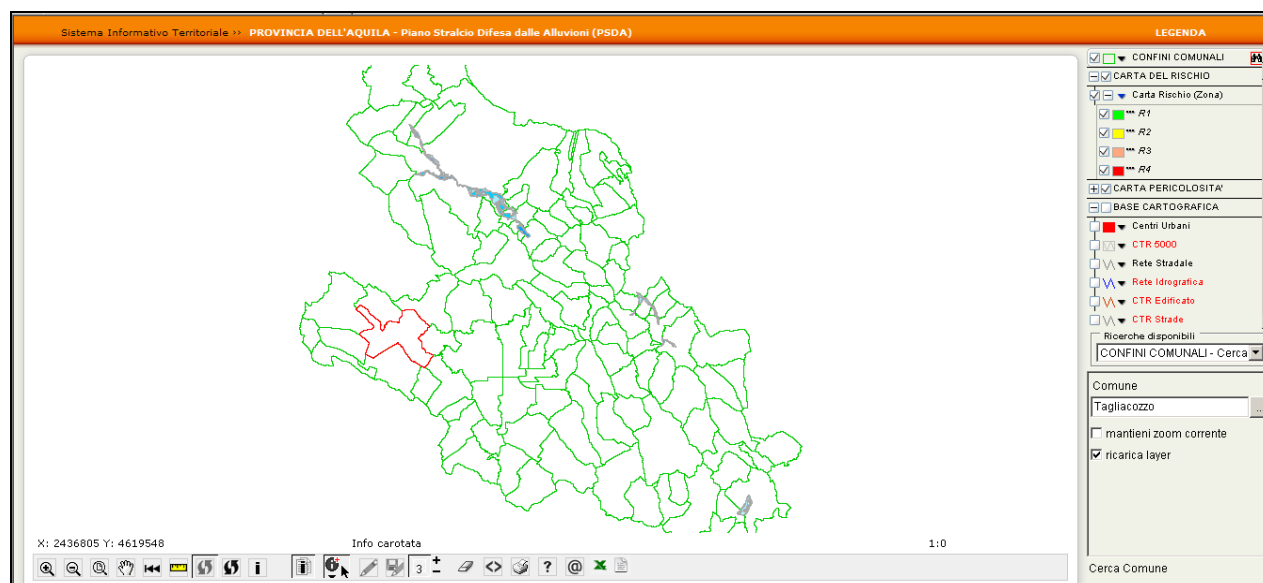 Sistema Informativo Territoriale >> PROVINCIA DELL'AQUILA - Piano Stralcio Difesa dalle Alluvioni (PSDA)
LEGENDA
CONFINI COMUNALI
CARTA DEL RISCHIO
Carta Rischio (Zona)
R1
R2
R3
R4
CARTA PERICOLOSITA'
BASE CARTOGRAFICA
Centri Urbani
CTR 5000
Rete Stradale
Rete Idrografica
CTR Edificato
CTR Strade
Ricerche disponibili
CONFINI COMUNALI - Cerca
Comune
Tagliacozzo
...
mantieni zoom corrente
ricarica layer
X: 2436805 Y: 4619548 Info carotata 1:0
3
Cerca Comune